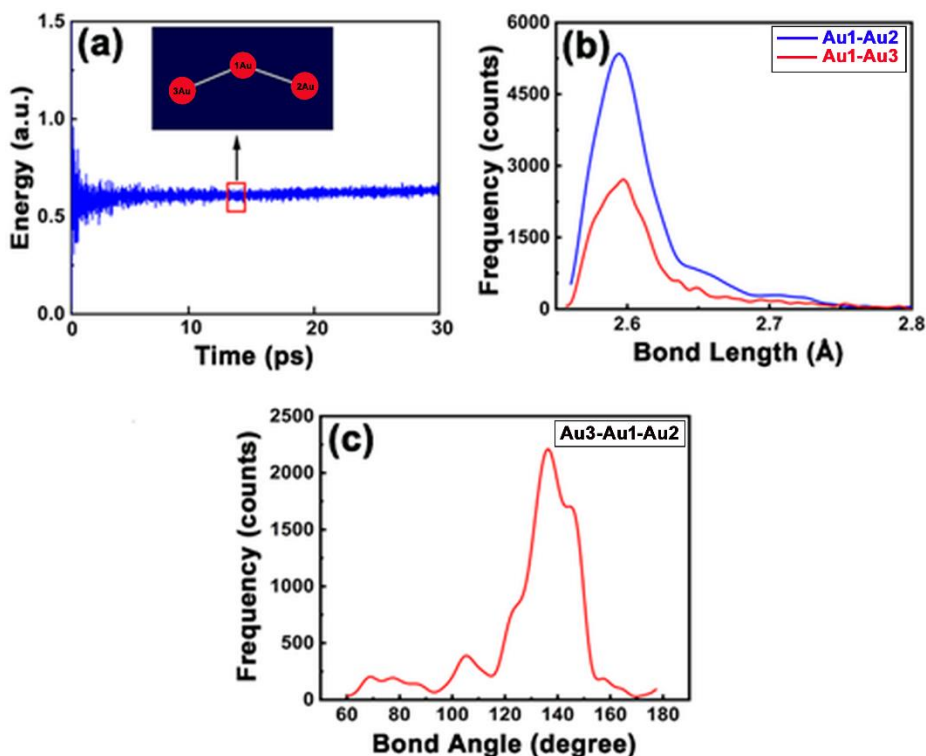 (a)
1.5
1.0
0.5
0.0
Energy (a.u.)
1Au
3Au
2Au
0
10
20
30
Time (ps)
(b)
Au1-Au2
Au1-Au3
6000
4500
3000
1500
0
Frequency (counts)
2.6
2.7
2.8
Bond Length (Å)
(c)
Au3-Au1-Au2
2500
2000
1500
1000
500
0
Frequency (counts)
60
80
100
120
140
160
180
Bond Angle (degree)